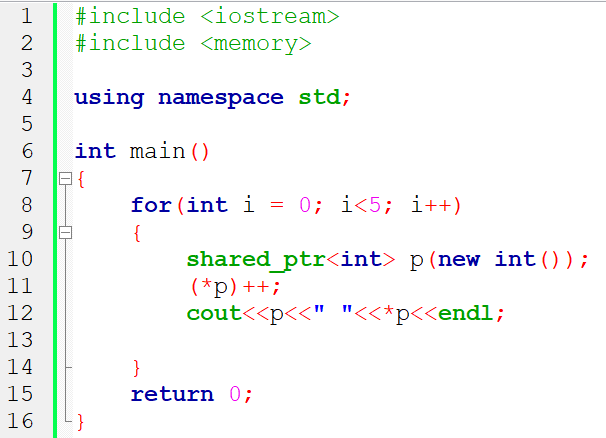 1 #include <iostream>
2 #include <memory>
3
4 using namespace std;
5
6 int main()
7 {
8 for(int i = 0; i<5; i++)
9 {
10 shared_ptr<int> p(new int());
11 (*p)++;
12 cout<<p<<" "<<*p<<endl;
13
14 }
15 return 0;
16 }